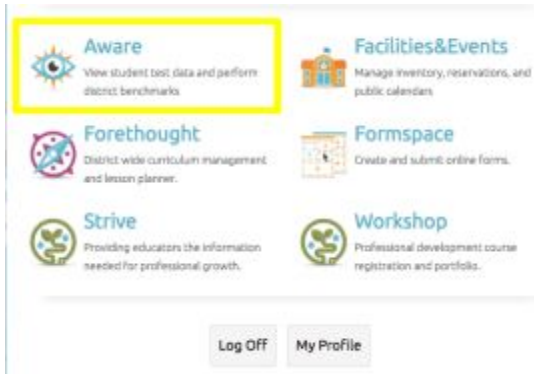 Aware
View student test data and perform
district benchmarks
Facilities&Events
Manage inventory, reservations, and
public calendars
Forethought
District wide curriculum management
and lesson planner.
Formspace
Create and submit online forms.
Strive
Providing educators the information
needed for professional growth.
Workshop
Professional development course
registration and portfolio.
Log Off
My Profile